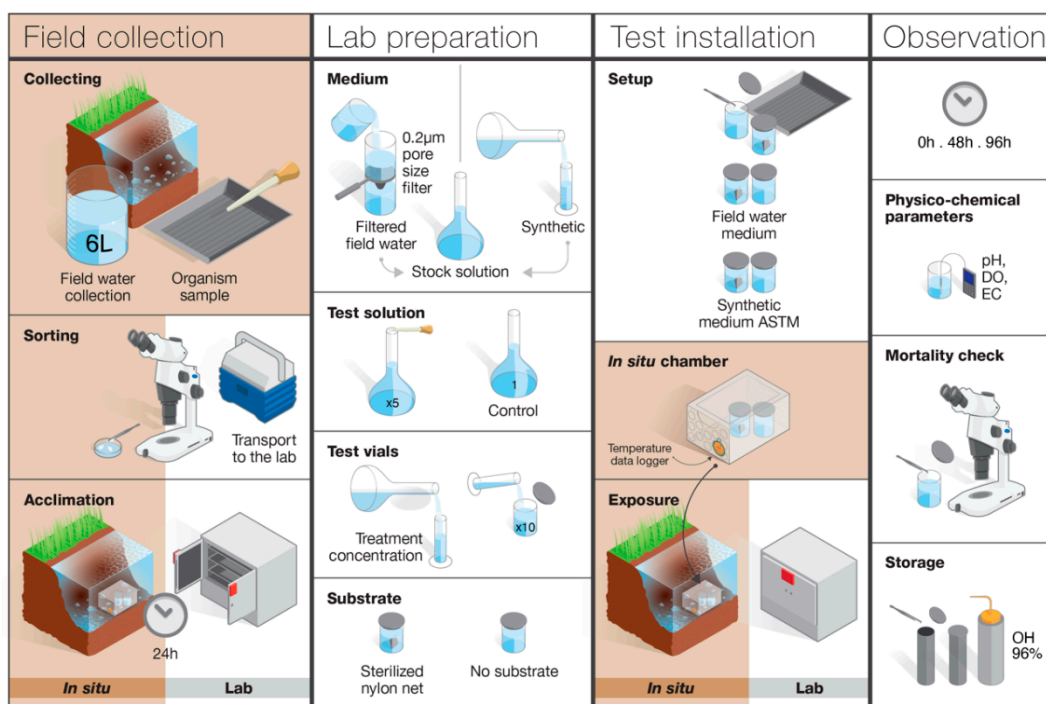 Field collection
Collecting
6L
Field water
collection
Organism
sample
Sorting
Transport
to the lab
Acclimation
24h
In situ
Lab
Lab preparation
Medium
0.2µm
pore
size
filter
Filtered
field water
Synthetic
Stock solution
Test solution
x5
1
Control
Test vials
Treatment
concentration
x10
Substrate
Sterilized
nylon net
No substrate
Test installation
Setup
Field water
medium
Synthetic
medium ASTM
In situ chamber
Temperature
data logger
Exposure
In situ
Lab
Observation
0h . 48h . 96h
Physico-chemical
parameters
pH,
DO,
EC
Mortality check
Storage
OH
96%